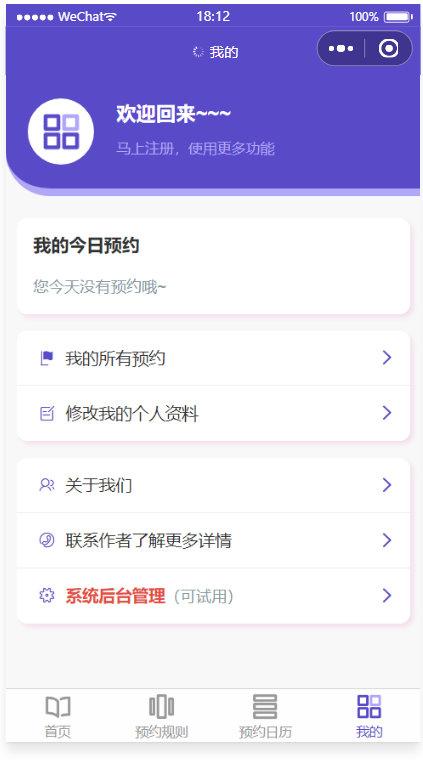 WeChat 18:12 100%
我的
欢迎回来~~~
马上注册，使用更多功能
我的今日预约
您今天没有预约哦~
我的所有预约
修改我的个人资料
关于我们
联系作者了解更多详情
系统后台管理（可试用）
首页 预约规则 预约日历 我的